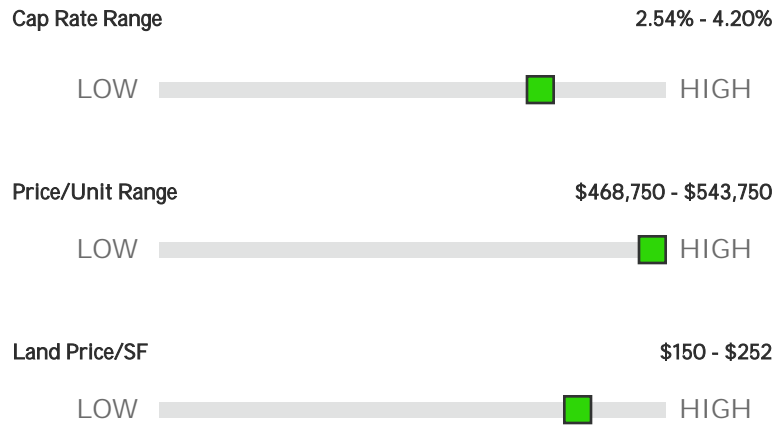 Cap Rate Range 2.54% - 4.20%
LOW HIGH
Price/Unit Range $468,750 - $543,750
LOW HIGH
Land Price/SF $150 - $252
LOW HIGH